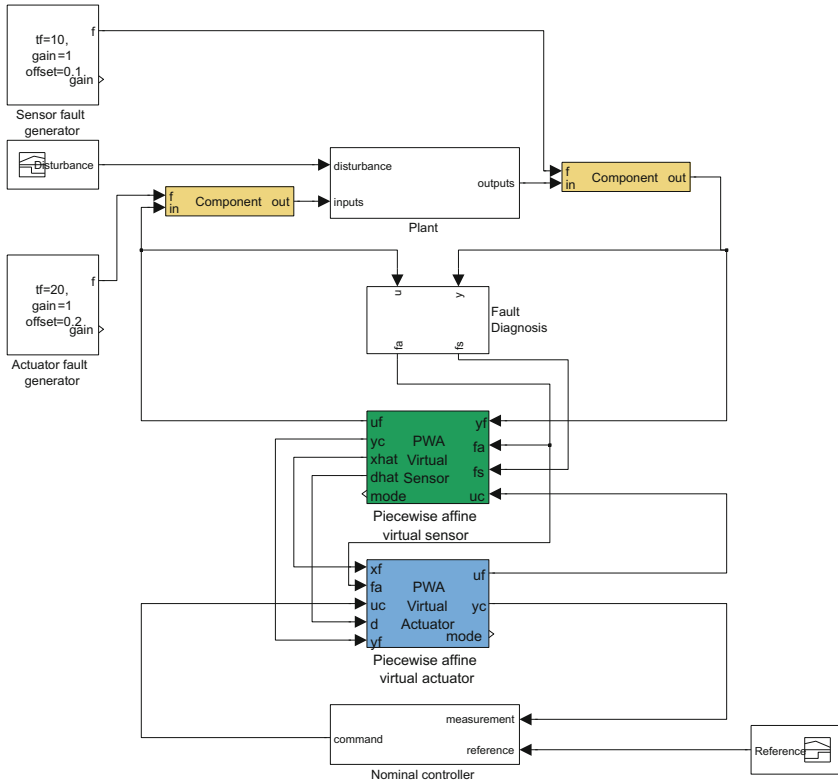 f
tf=10,
gain=1
offset=0.1
gain
Sensor fault
generator
Disturbance
disturbance
outputs
inputs
Plant
f
in
Component
out
f
in
Component
out
f
tf=20,
gain=1
offset=0.2
gain
Actuator fault
generator
u
y
fa
fs
Fault
Diagnosis
uf
yc
xhat
dhat
mode
PWA
Virtual
Sensor
yf
fa
fs
uc
Piecewise affine
virtual sensor
xf
fa
uc
d
yf
PWA
Virtual
Actuator
uf
yc
mode
Piecewise affine
virtual actuator
command
measurement
reference
Nominal controller
Reference